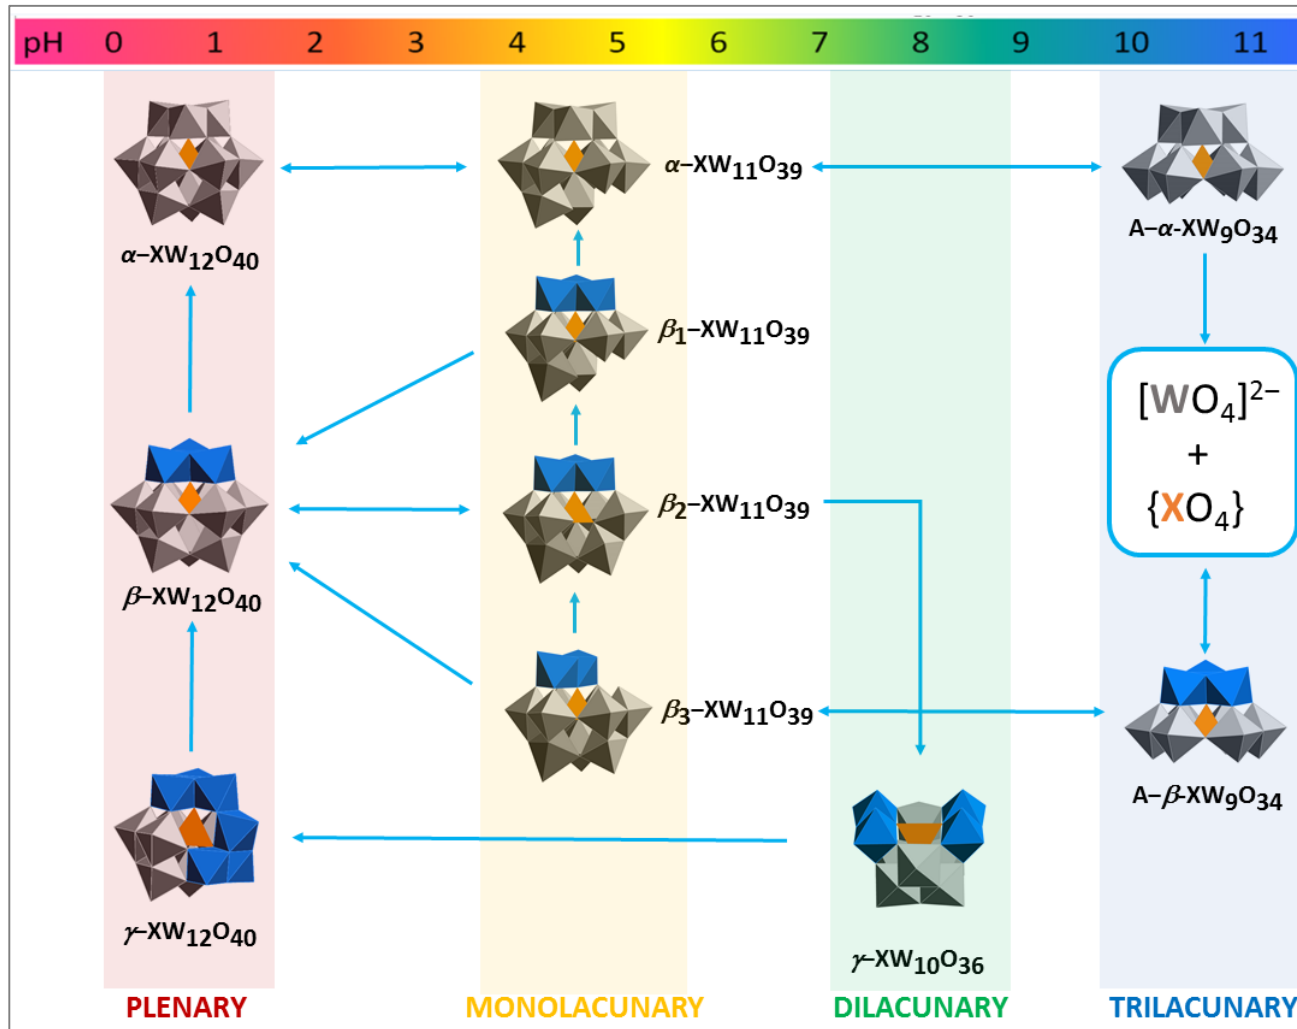 pH 0 1 2 3 4 5 6 7 8 9 10 11
α–XW₁₂O₄₀
α–XW₁₁O₃₉
A–α-XW₉O₃₄
β₁–XW₁₁O₃₉
[WO₄]²⁻
+
{XO₄}
β₂–XW₁₁O₃₉
β–XW₁₂O₄₀
β₃–XW₁₁O₃₉
A–β-XW₉O₃₄
γ–XW₁₂O₄₀
γ–XW₁₀O₃₆
PLENARY MONOLACUNARY DILACUNARY TRILACUNARY